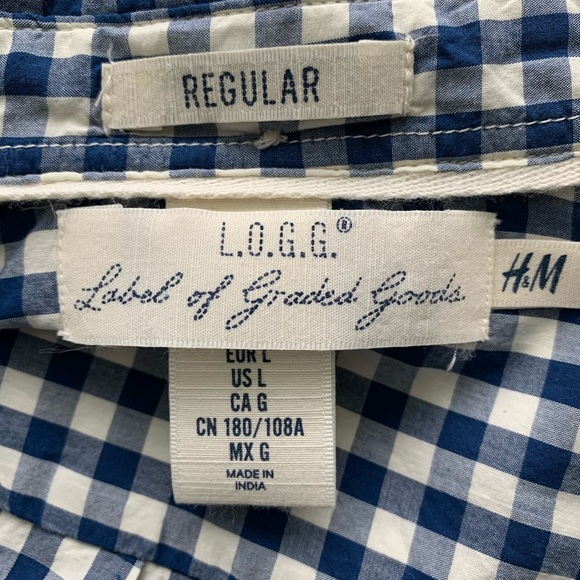 REGULAR
L.O.G.G.®
Label of Graded Goods.
H&M
EUR L
US L
CA G
CN 180/108A
MX G
MADE IN
INDIA